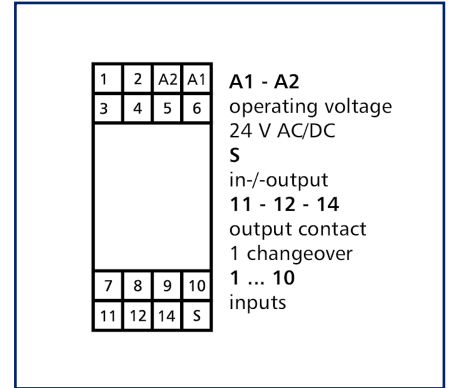 1 2 A2 A1
3 4 5 6
7 8 9 10
11 12 14 S
A1 - A2
operating voltage
24 V AC/DC
S
in-/-output
11 - 12 - 14
output contact
1 changeover
1 ... 10
inputs